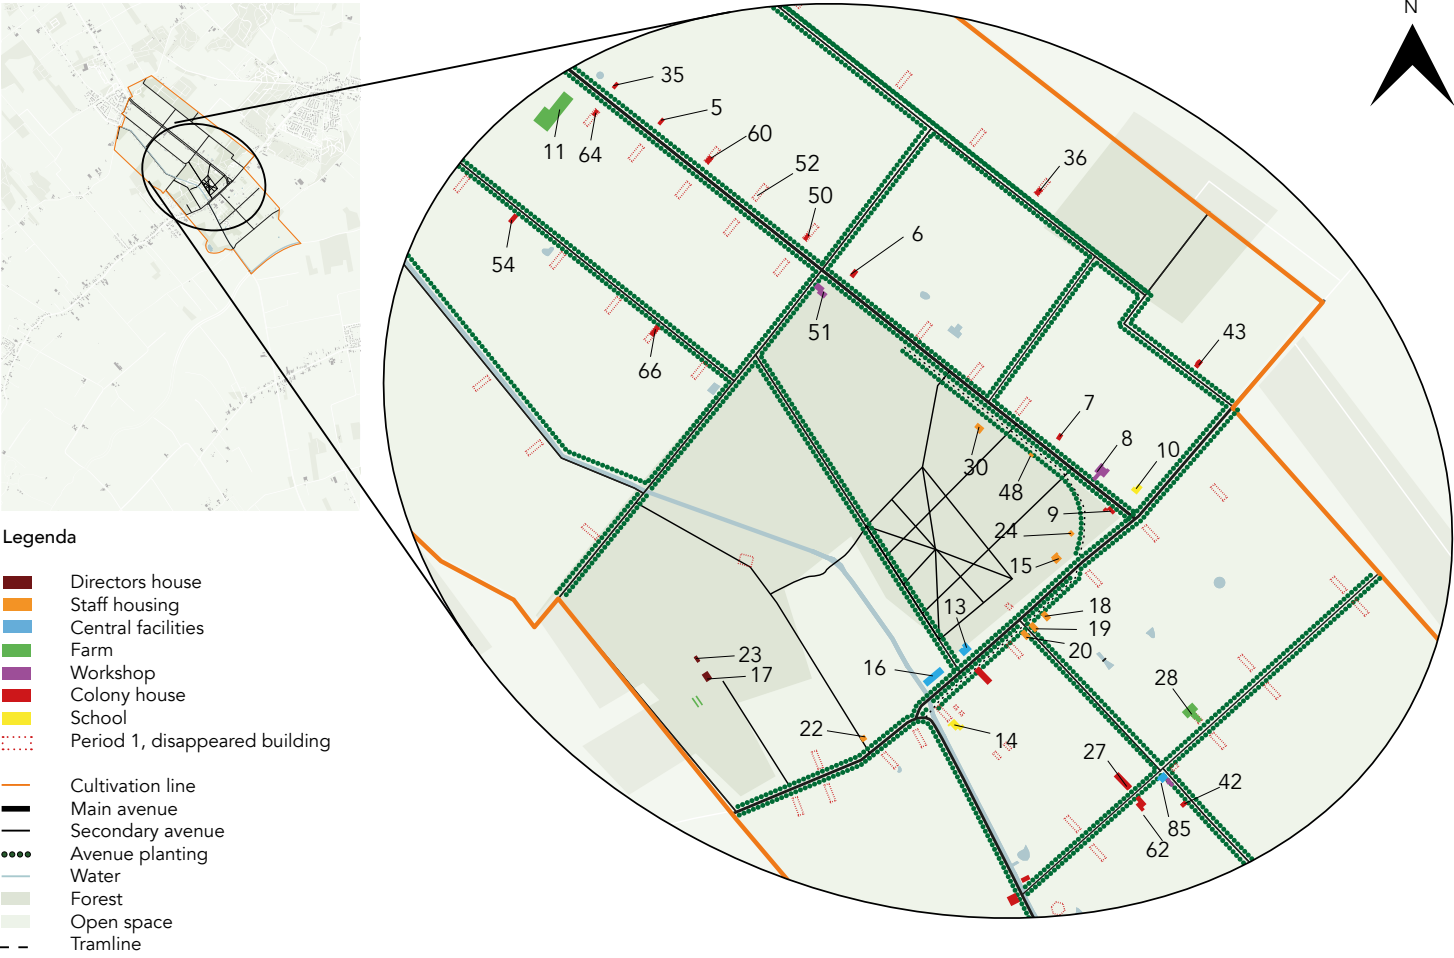 N
35
5
60
11
64
52
50
36
6
54
51
43
66
7
8
10
30
48
9
24
15
13
18
19
20
16
23
17
28
22
14
27
42
85
62
Legenda
Directors house
Staff housing
Central facilities
Farm
Workshop
Colony house
School
Period 1, disappeared building
Cultivation line
Main avenue
Secondary avenue
Avenue planting
Water
Forest
Open space
Tramline